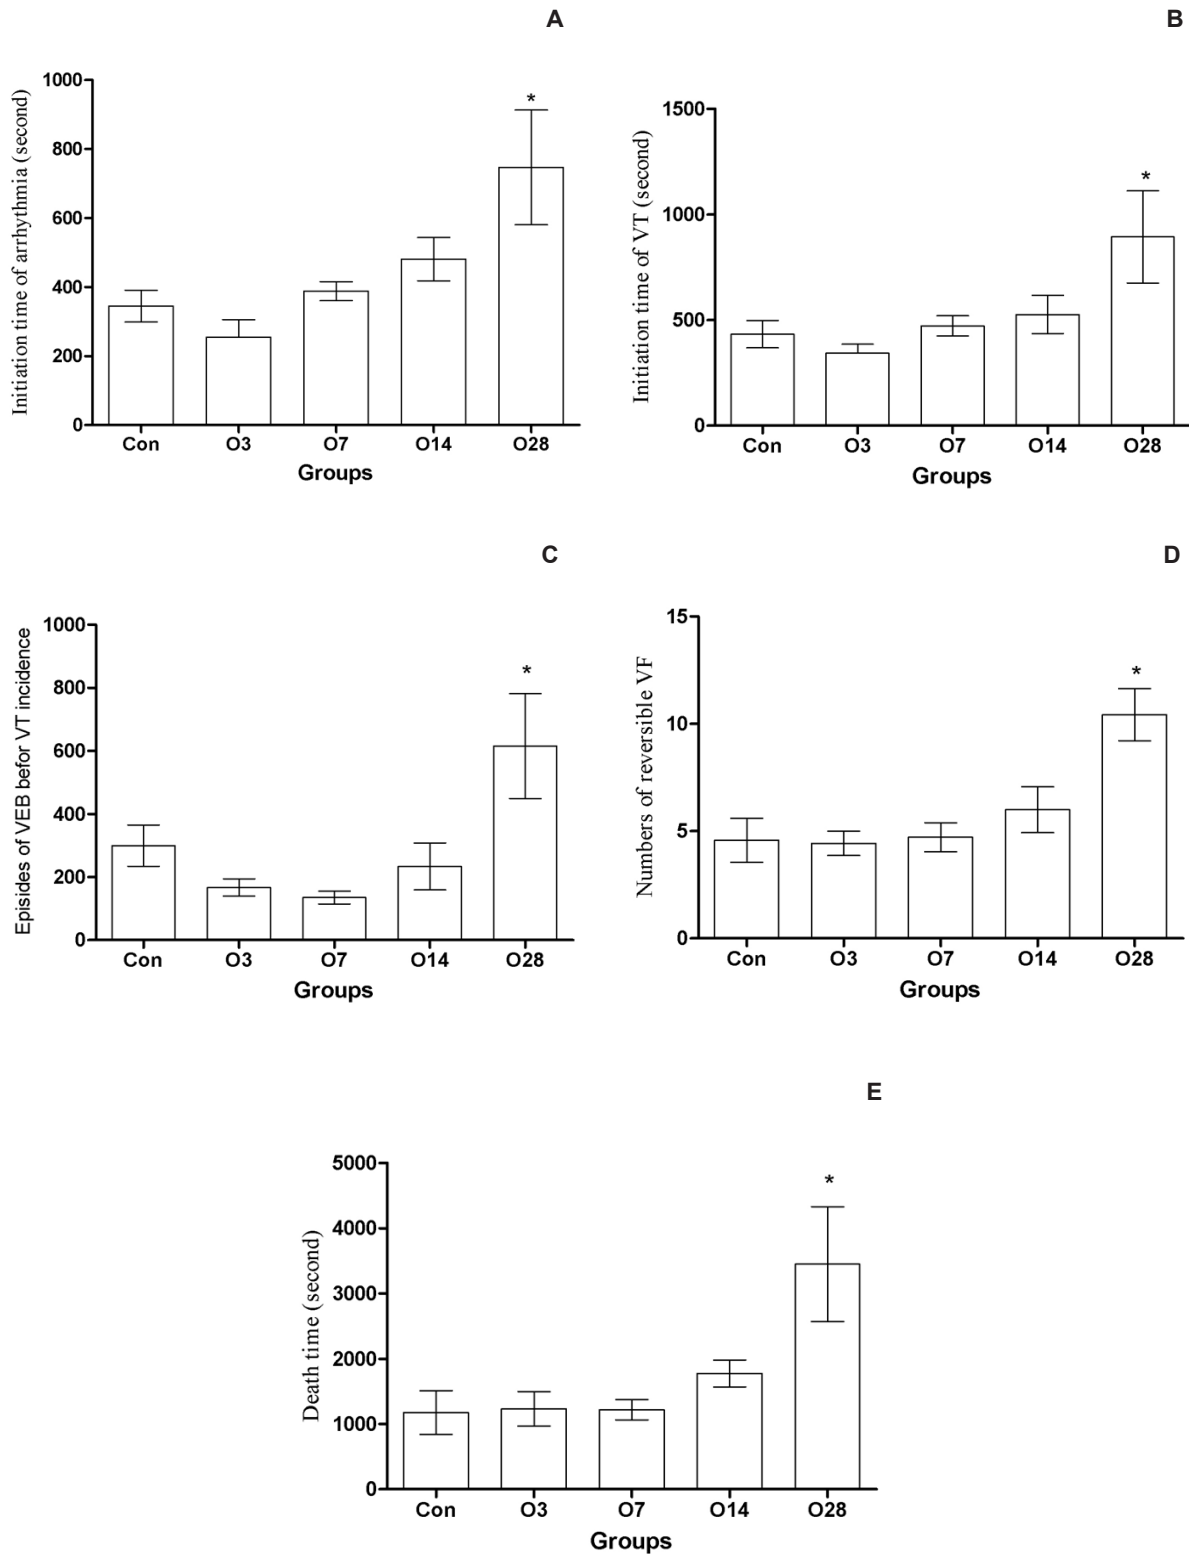 A
Initiation time of arrhythmia (second)
1000
800
600
400
200
0
*
Con O3 O7 O14 O28
Groups
B
Initiation time of VT (second)
1500
1000
500
0
*
Con O3 O7 O14 O28
Groups
C
Episides of VEB befor VT incidence
1000
800
600
400
200
0
*
Con O3 O7 O14 O28
Groups
D
Numbers of reversible VF
15
10
5
0
*
Con O3 O7 O14 O28
Groups
E
Death time (second)
5000
4000
3000
2000
1000
0
*
Con O3 O7 O14 O28
Groups